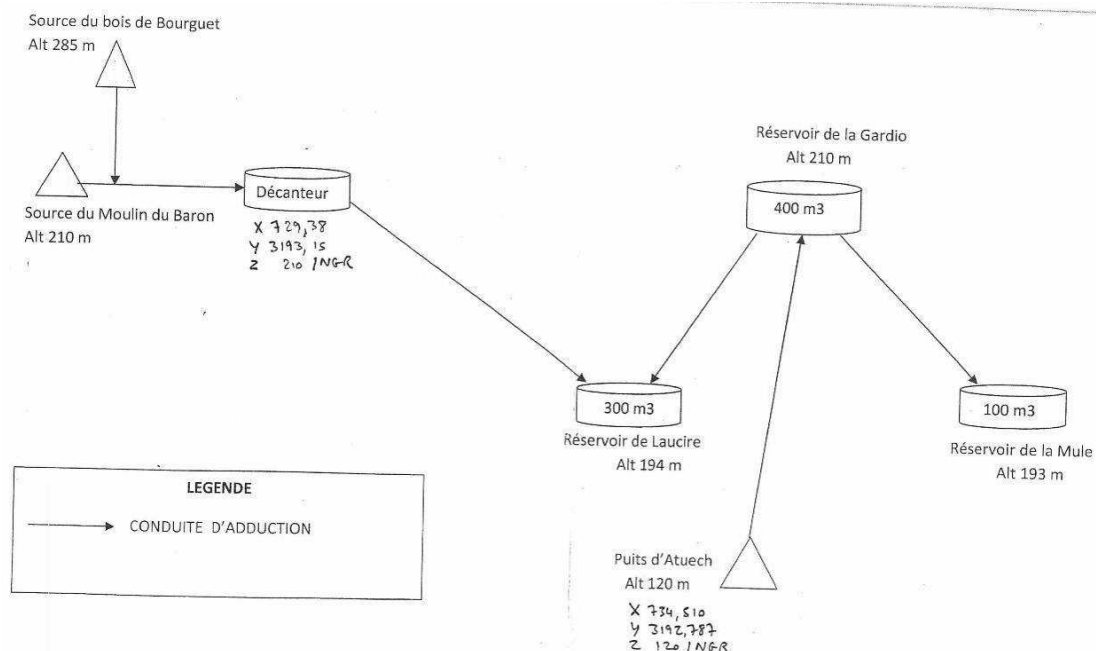 Source du bois de Bourguet
Alt 285 m
Source du Moulin du Baron
Alt 210 m
Décanteur
X 729,38
Y 3193,15
Z 210 /NGR
Réservoir de la Gardio
Alt 210 m
400 m3
300 m3
Réservoir de Laucire
Alt 194 m
100 m3
Réservoir de la Mule
Alt 193 m
Puits d'Atuech
Alt 120 m
X 734,510
Y 3192,787
Z 120 /NGR
LEGENDE
CONDUITE D'ADDUCTION